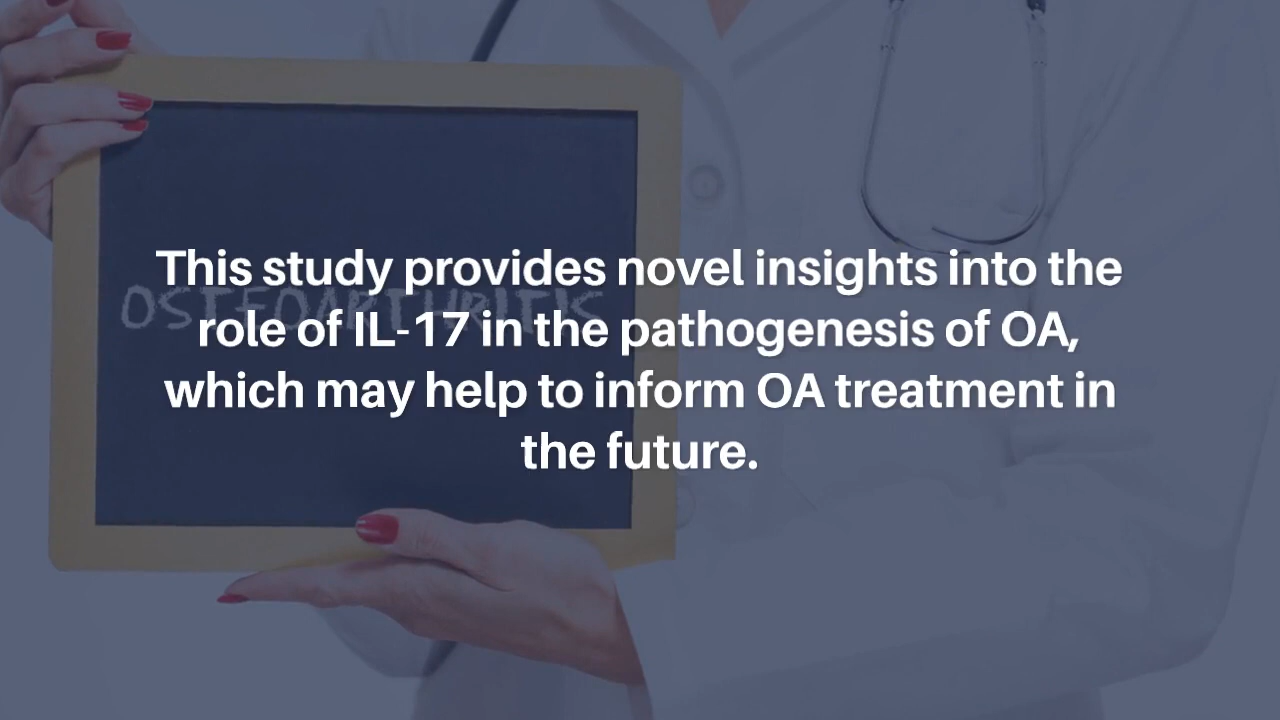 This study provides novel insights into the
OSTEOARTHRITIS
role of IL-17 in the pathogenesis of OA,
which may help to inform OA treatment in
the future.